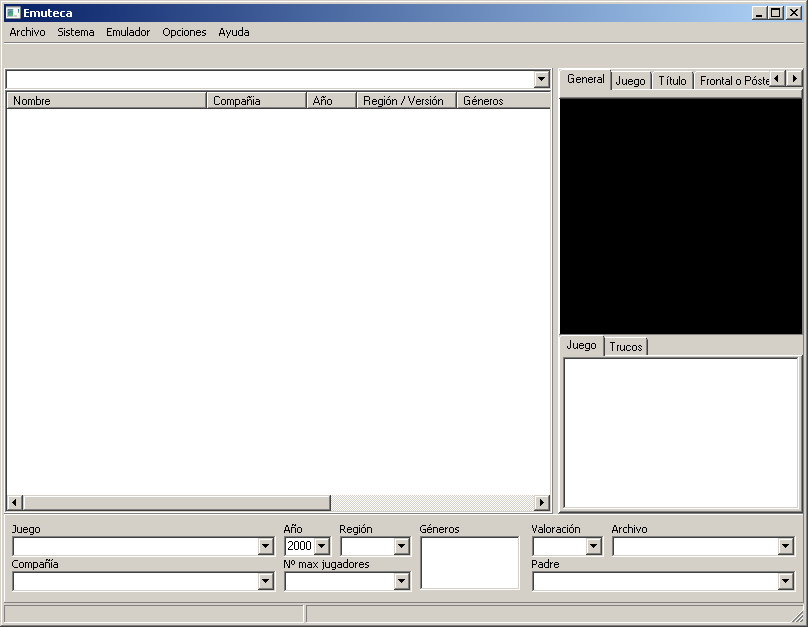 Emuteca
Archivo Sistema Emulador Opciones Ayuda
General Juego Título Frontal o Póste
Nombre Compañia Año Región / Versión Géneros
Juego Trucos
Juego Año Región Géneros Valoración Archivo
2000
Compañía Nº max jugadores Padre